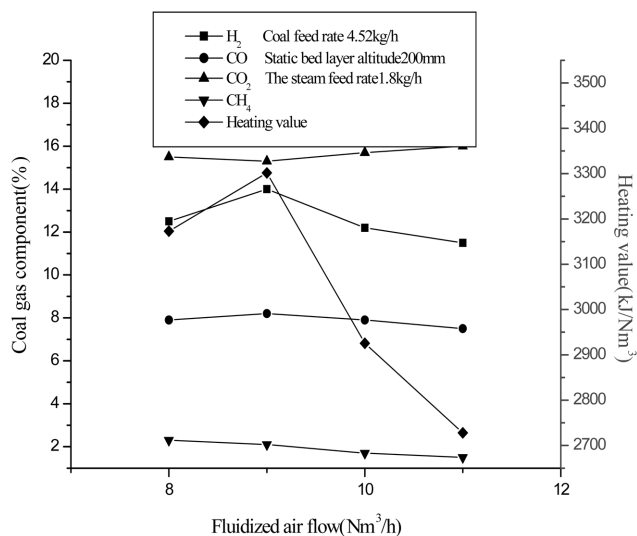 H2 Coal feed rate 4.52kg/h
CO Static bed layer altitude200mm
CO2 The steam feed rate1.8kg/h
CH4
Heating value
20
18
16
14
12
10
8
6
4
2
Coal gas component(%)
3500
3400
3300
3200
3100
3000
2900
2800
2700
Heating value(kJ/Nm3)
8 9 10 11 12
Fluidized air flow(Nm3/h)